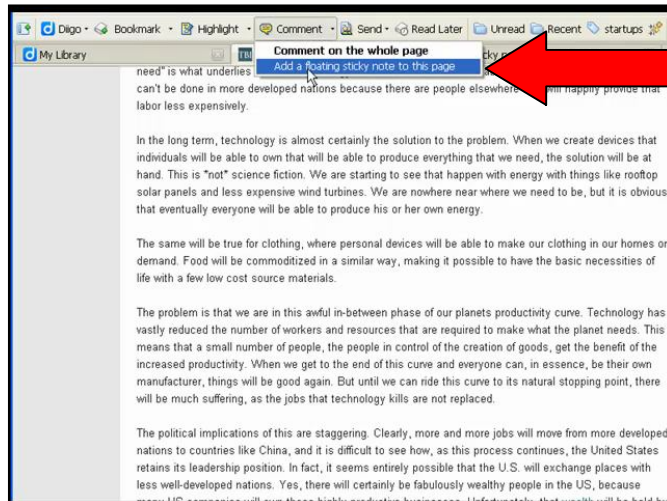 Diigo Bookmark Highlight Comment Send Read Later Unread Recent startups
My Library TBI
Comment on the whole page
Add a floating sticky note to this page
need" is what underlies
can't be done in more developed nations because there are people elsewhere will happily provide that
labor less expensively.
In the long term, technology is almost certainly the solution to the problem. When we create devices that
individuals will be able to own that will be able to produce everything that we need, the solution will be at
hand. This is *not* science fiction. We are starting to see that happen with energy with things like rooftop
solar panels and less expensive wind turbines. We are nowhere near where we need to be, but it is obvious
that eventually everyone will be able to produce his or her own energy.
The same will be true for clothing, where personal devices will be able to make our clothing in our homes on
demand. Food will be commoditized in a similar way, making it possible to have the basic necessities of
life with a few low cost source materials.
The problem is that we are in this awful in-between phase of our planets productivity curve. Technology has
vastly reduced the number of workers and resources that are required to make what the planet needs. This
means that a small number of people, the people in control of the creation of goods, get the benefit of the
increased productivity. When we get to the end of this curve and everyone can, in essence, be their own
manufacturer, things will be good again. But until we can ride this curve to its natural stopping point, there
will be much suffering, as the jobs that technology kills are not replaced.
The political implications of this are staggering. Clearly, more and more jobs will move from more developed
nations to countries like China, and it is difficult to see how, as this process continues, the United States
retains its leadership position. In fact, it seems entirely possible that the U.S. will exchange places with
less well-developed nations. Yes, there will certainly be fabulously wealthy people in the US, because
many US companies will own these highly productive businesses. Unfortunately, that wealth will be held by